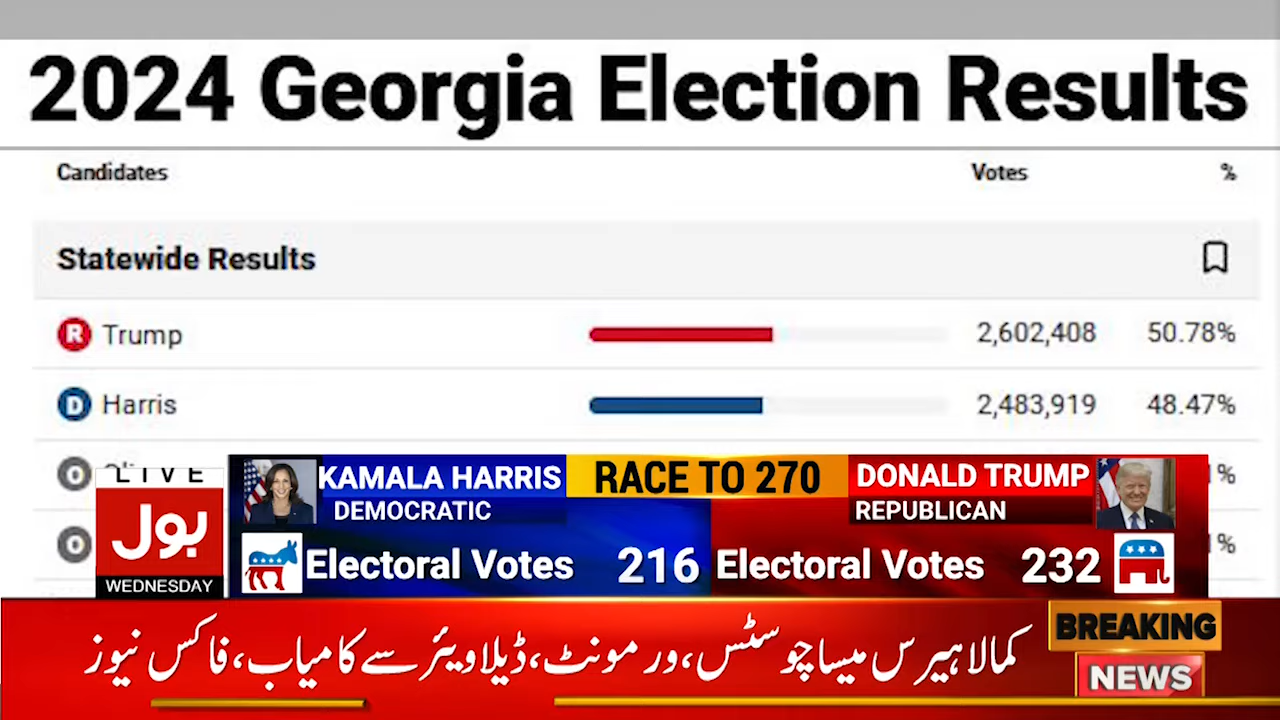 2024 Georgia Election Results
Candidates Votes %
Statewide Results
R Trump 2,602,408 50.78%
D Harris 2,483,919 48.47%
O
O
LIVE
بول
WEDNESDAY
KAMALA HARRIS
DEMOCRATIC
Electoral Votes 216
RACE TO 270
DONALD TRUMP
REPUBLICAN
Electoral Votes 232
کمالا ہیرس میساچوسٹس، ورمونٹ، ڈیلاویئر سے کامیاب، فاکس نیوز
BREAKING
NEWS